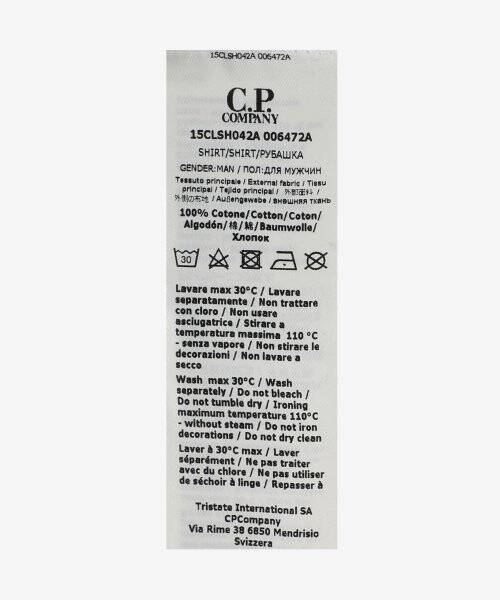 15CLSH042A 006472A
C.P.
COMPANY
15CLSH042A 006472A
SHIRT/SHIRT/РУБАШКА
GENDER:MAN / ПОЛ:ДЛЯ МУЖЧИН
Tessuto principale / External fabric / Tissu
principal / Tejido principal / 外部面料 /
外側の布地 / Außengewebe / ВНЕШНЯЯ ТКАНЬ
100% Cotone/Cotton/Coton/
Algodón/棉/綿/Baumwolle/
Хлопок
30
Lavare max 30°C / Lavare
separatamente / Non trattare
con cloro / Non usare
asciugatrice / Stirare a
temperatura massima 110 °C
- senza vapore / Non stirare le
decorazioni / Non lavare a
secco
Wash max 30°C / Wash
separately / Do not bleach /
Do not tumble dry / Ironing
maximum temperature 110°C
- without steam / Do not iron
decorations / Do not dry clean
Laver à 30°C max / Laver
séparément / Ne pas traiter
avec du chlore / Ne pas utiliser
de séchoir à linge / Repasser à
Tristate International SA
CPCompany
Via Rime 38 6850 Mendrisio
Svizzera